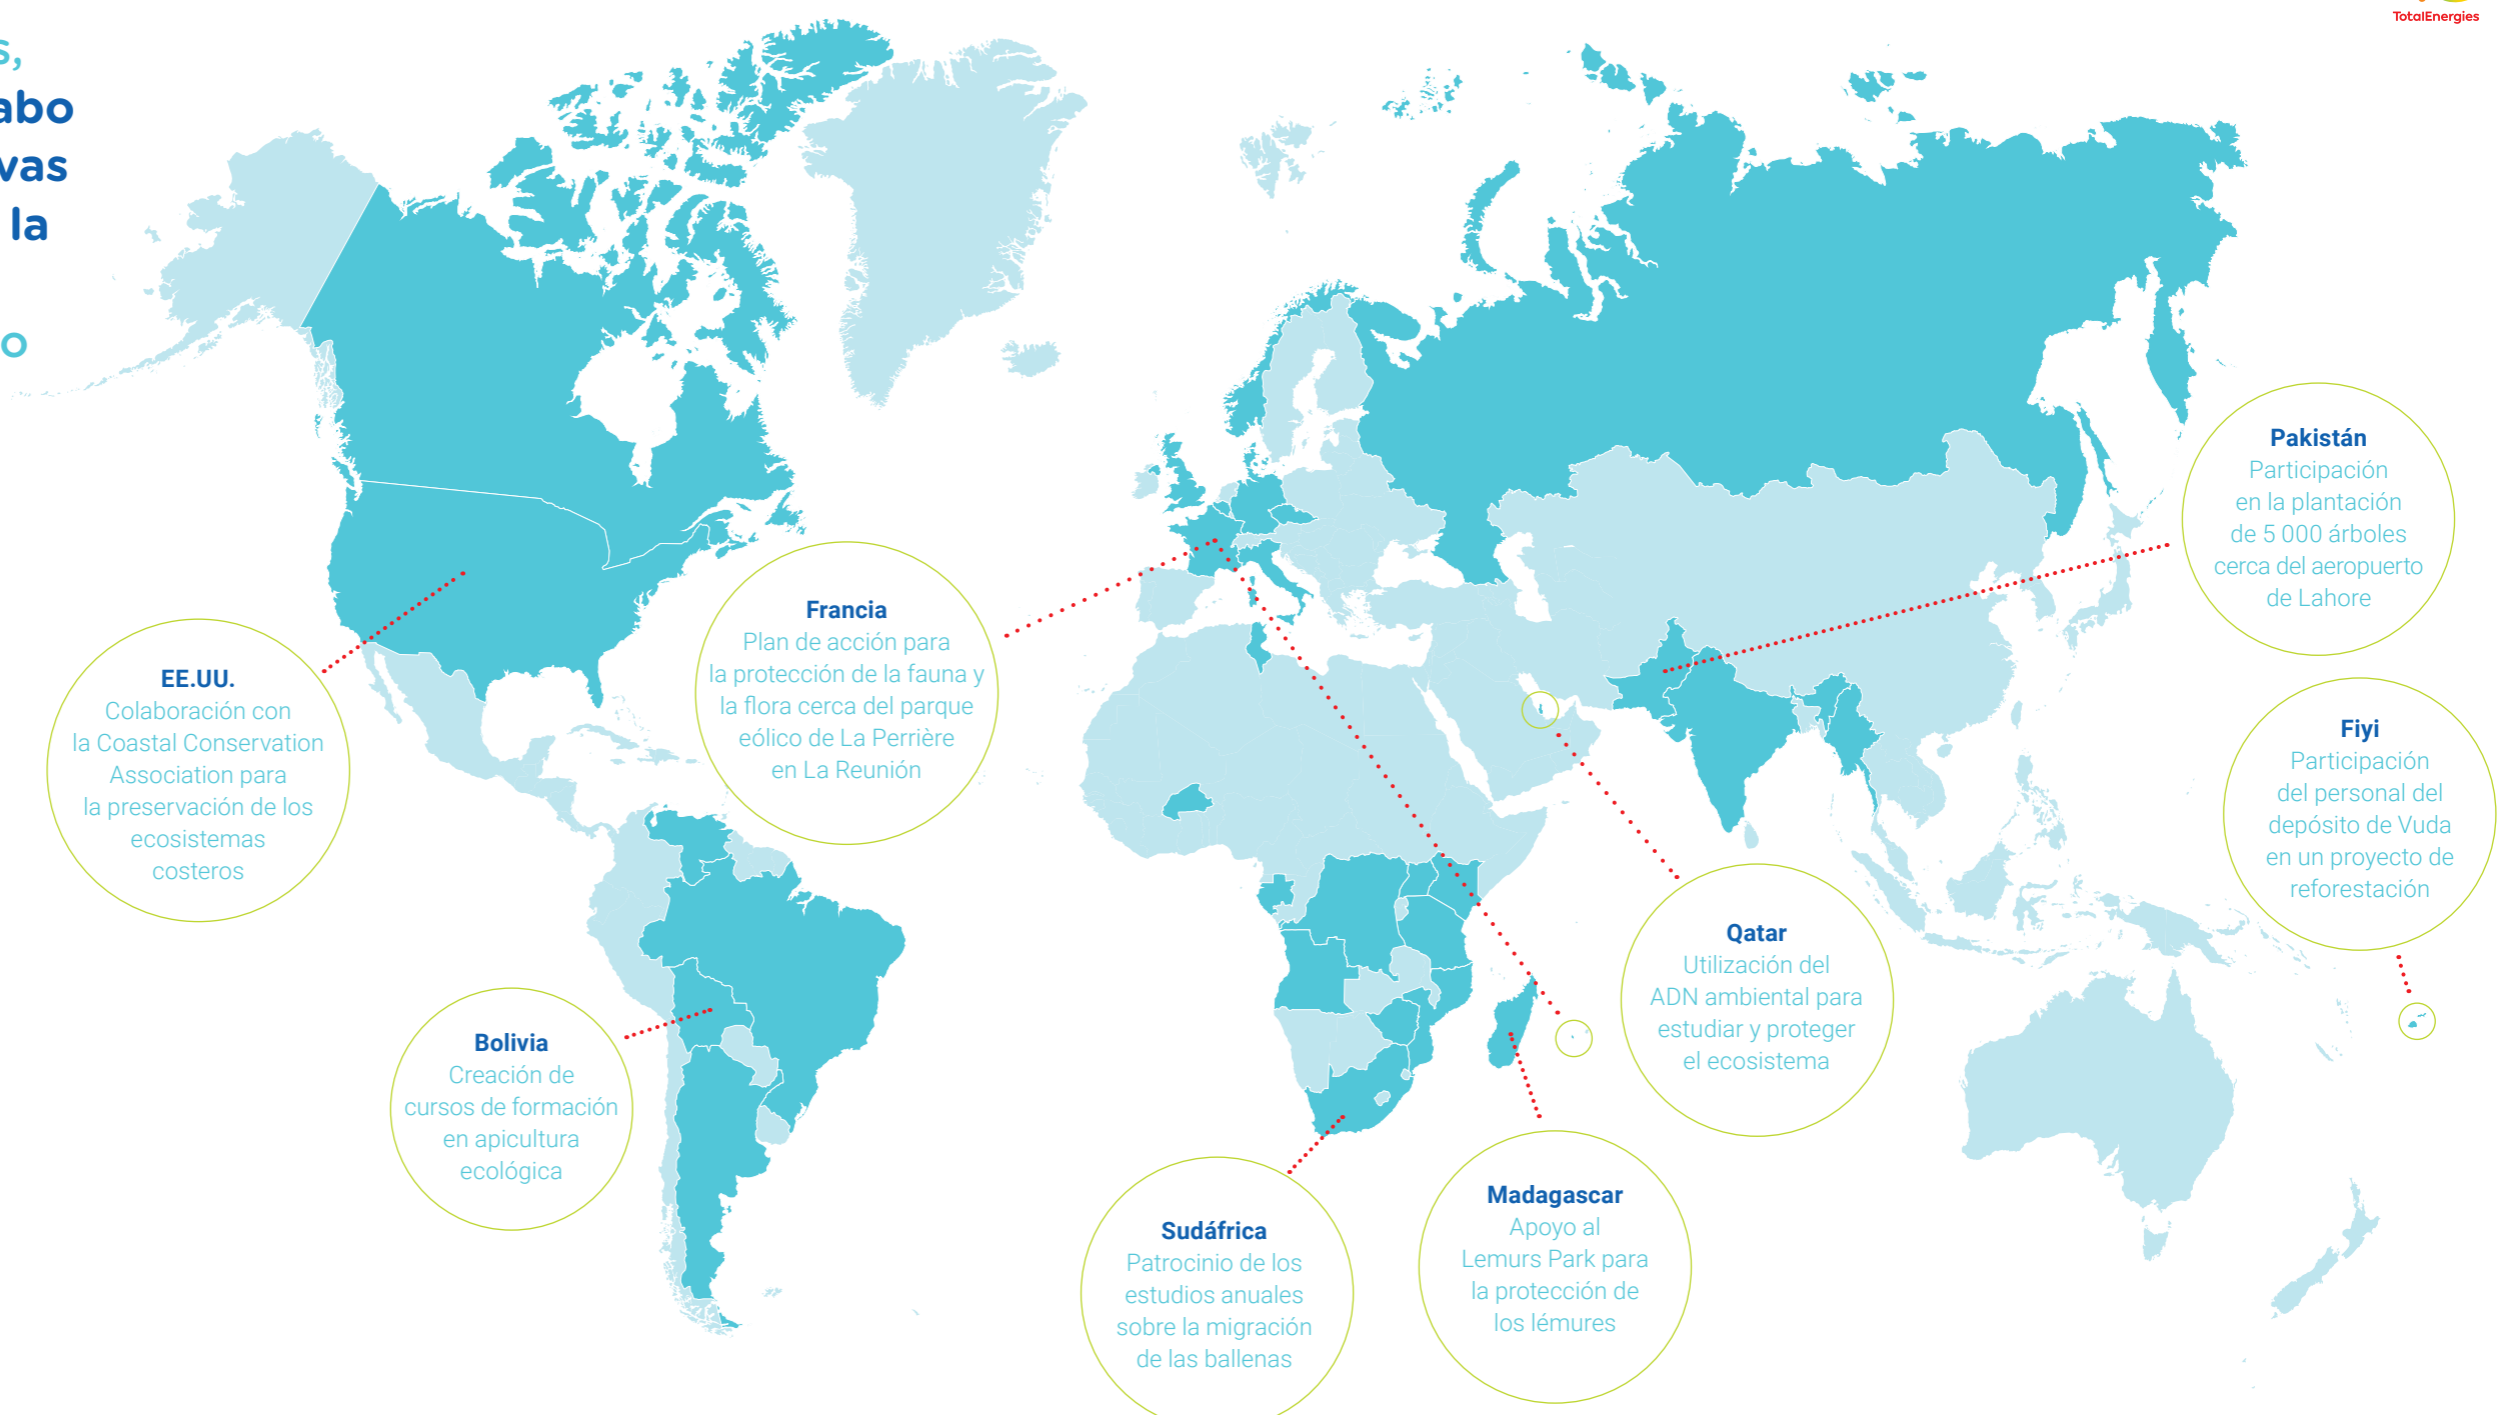 TotalEnergies
s,
abo
vas
la
o
EE.UU.
Colaboración con
la Coastal Conservation
Association para
la preservación de los
ecosistemas
costeros
Francia
Plan de acción para
la protección de la fauna y
la flora cerca del parque
eólico de La Perrière
en La Reunión
Pakistán
Participación
en la plantación
de 5 000 árboles
cerca del aeropuerto
de Lahore
Fiyi
Participación
del personal del
depósito de Vuda
en un proyecto de
reforestación
Qatar
Utilización del
ADN ambiental para
estudiar y proteger
el ecosistema
Bolivia
Creación de
cursos de formación
en apicultura
ecológica
Sudáfrica
Patrocinio de los
estudios anuales
sobre la migración
de las ballenas
Madagascar
Apoyo al
Lemurs Park para
la protección de
los lémures